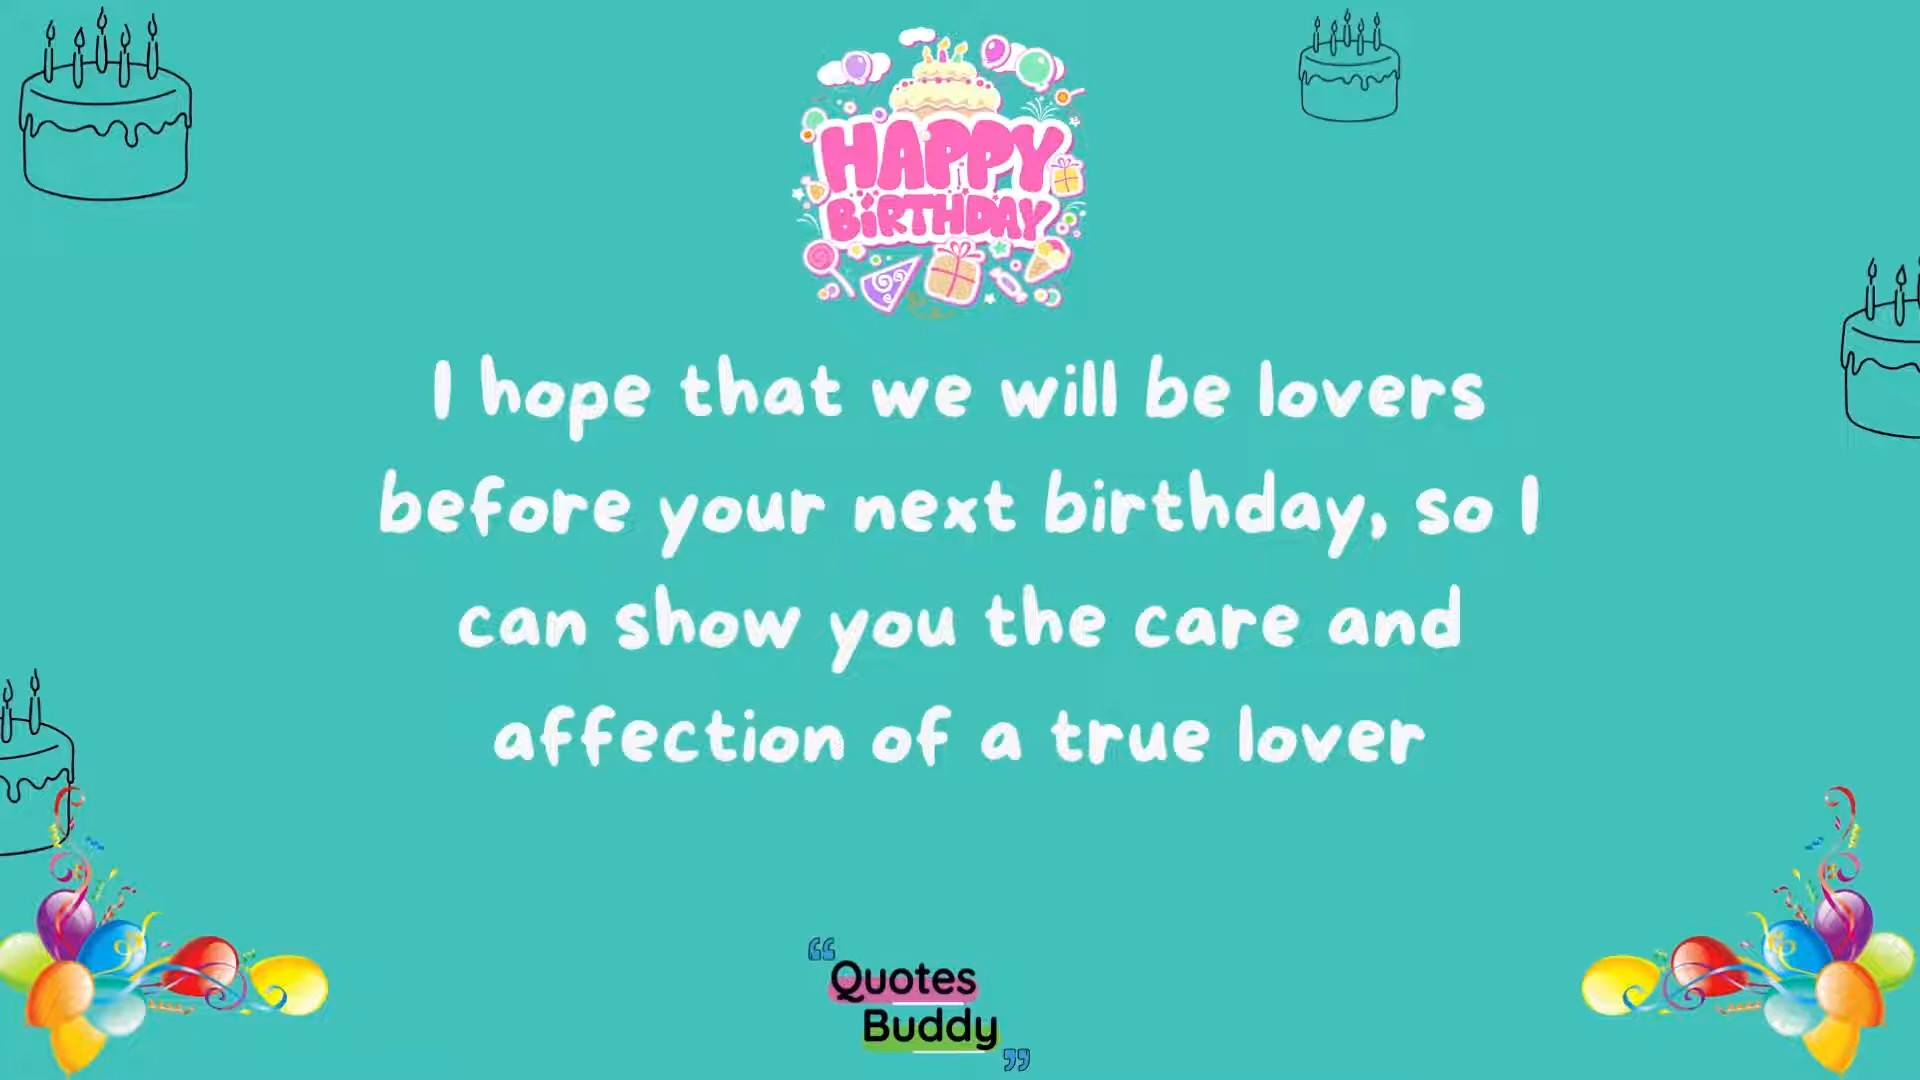 HAPPY
BiRTHDAY
I hope that we will be lovers
before your next birthday, so I
can show you the care and
affection of a true lover
“Quotes
Buddy”